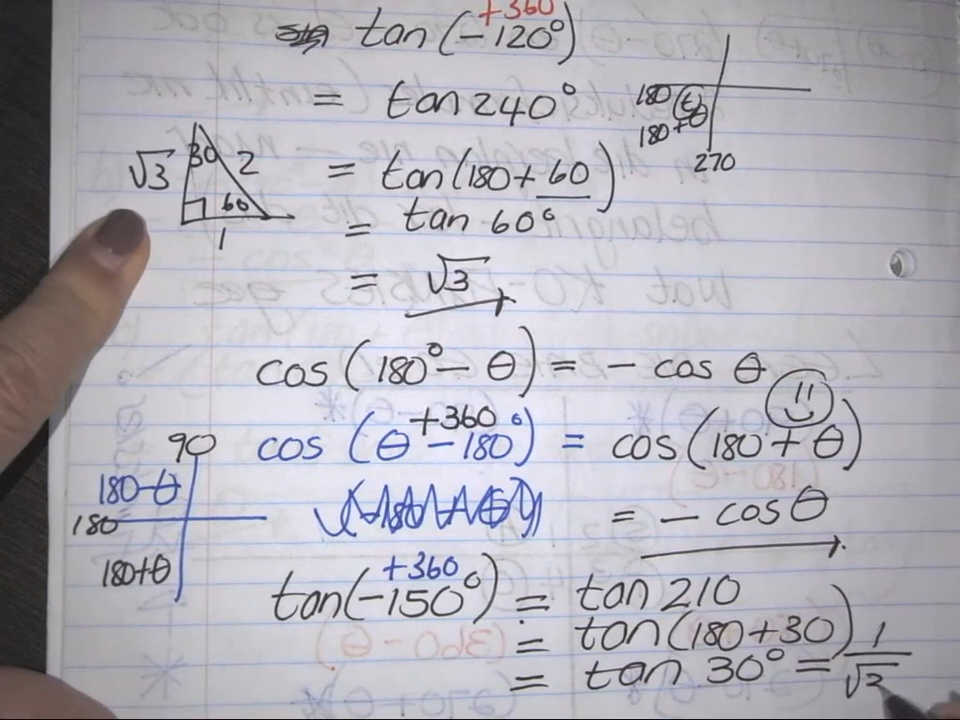 +360
tan (-120°)
= tan 240°
180
180+θ
270
√3 30 2
60
1
= tan(180+60)
= tan 60°
= √3
cos (180° - θ) = - cos θ
+360
cos (θ - 180°) = cos(180 + θ)
90
180-θ
180
180+θ
= - cos θ
+360
tan(-150°) = tan 210
= tan(180+30)
= tan 30° = 1